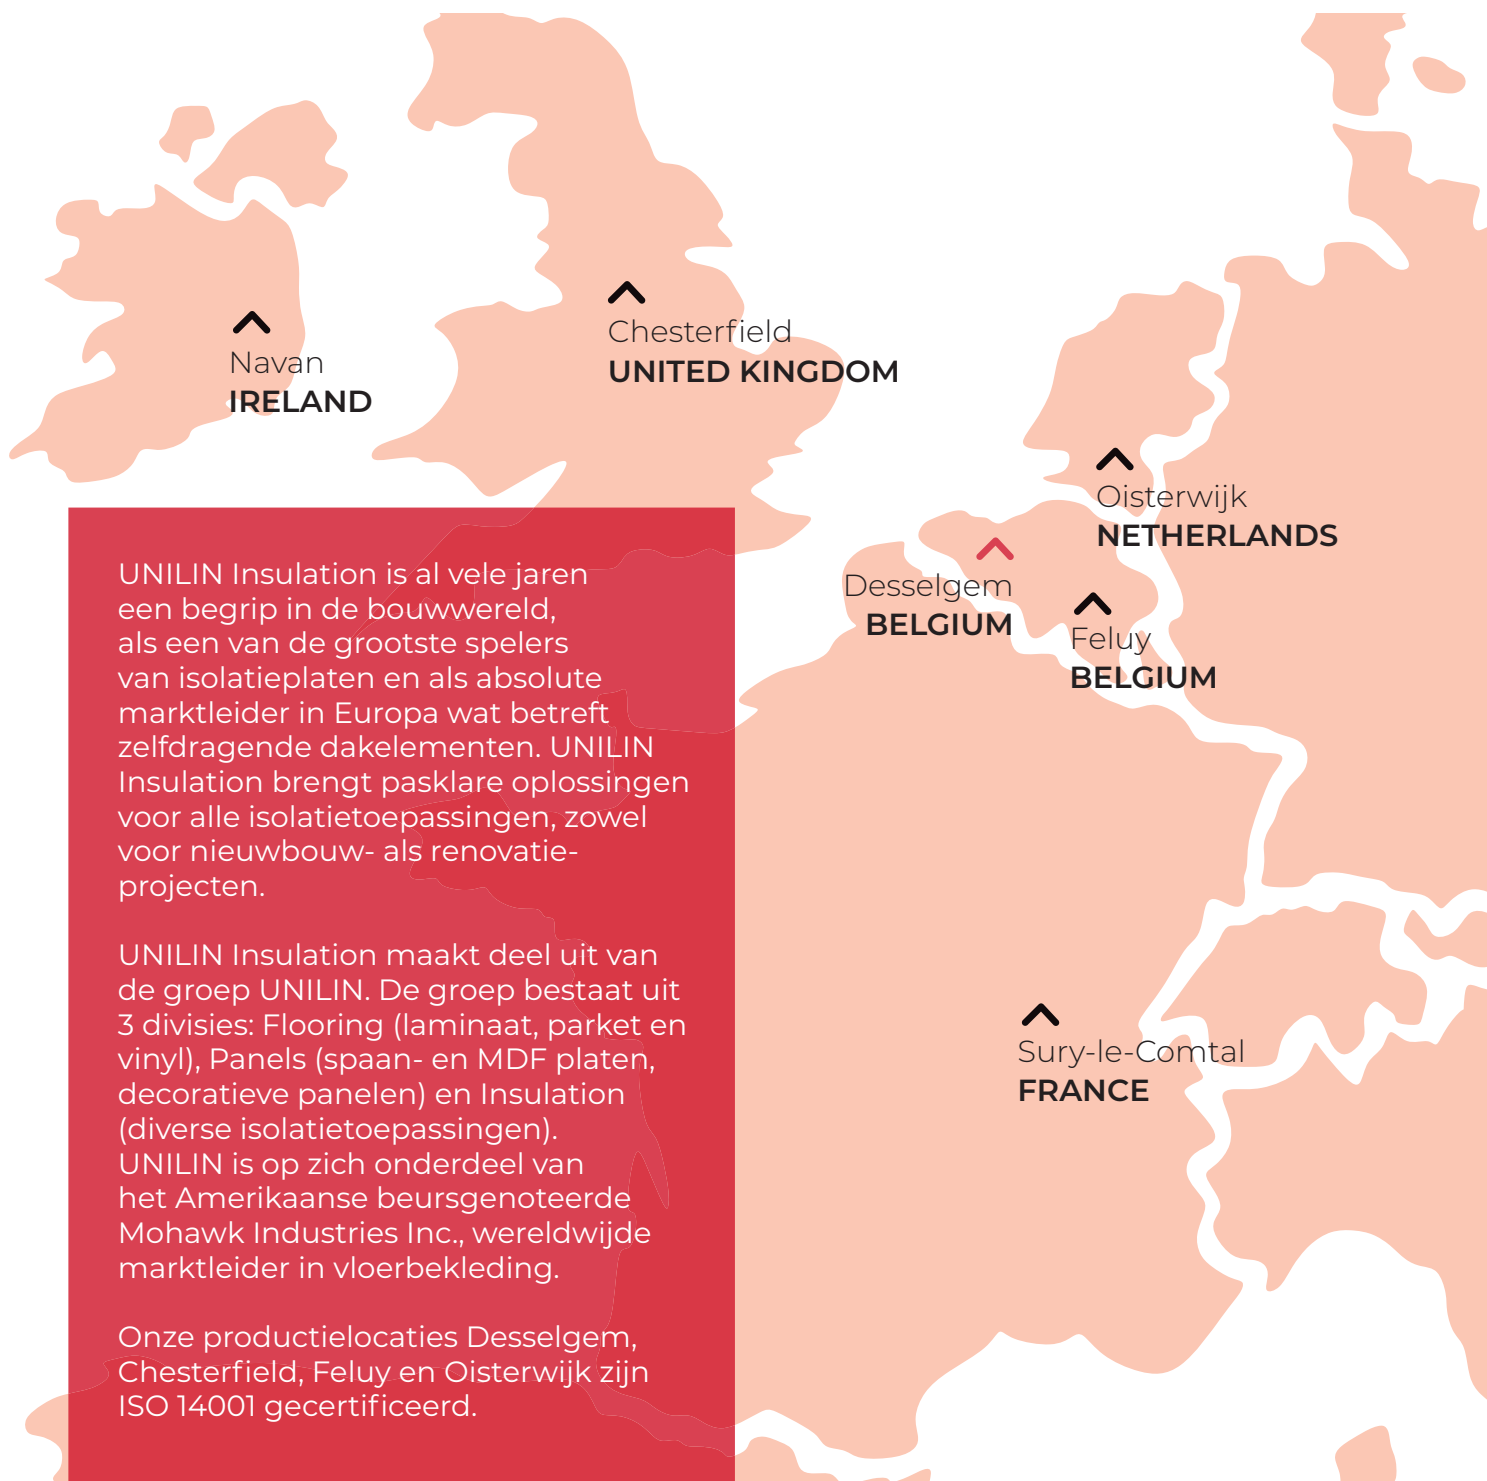 Navan
IRELAND
Chesterfield
UNITED KINGDOM
Oisterwijk
NETHERLANDS
Desselgem
BELGIUM
Feluy
BELGIUM
Sury-le-Comtal
FRANCE
UNILIN Insulation is al vele jaren
een begrip in de bouwwereld,
als een van de grootste spelers
van isolatieplaten en als absolute
marktleider in Europa wat betreft
zelfdragende dakelementen. UNILIN
Insulation brengt pasklare oplossingen
voor alle isolatietoepassingen, zowel
voor nieuwbouw- als renovatie-
projecten.
UNILIN Insulation maakt deel uit van
de groep UNILIN. De groep bestaat uit
3 divisies: Flooring (laminaat, parket en
vinyl), Panels (spaan- en MDF platen,
decoratieve panelen) en Insulation
(diverse isolatietoepassingen).
UNILIN is op zich onderdeel van
het Amerikaanse beursgenoteerde
Mohawk Industries Inc., wereldwijde
marktleider in vloerbekleding.
Onze productielocaties Desselgem,
Chesterfield, Feluy en Oisterwijk zijn
ISO 14001 gecertificeerd.